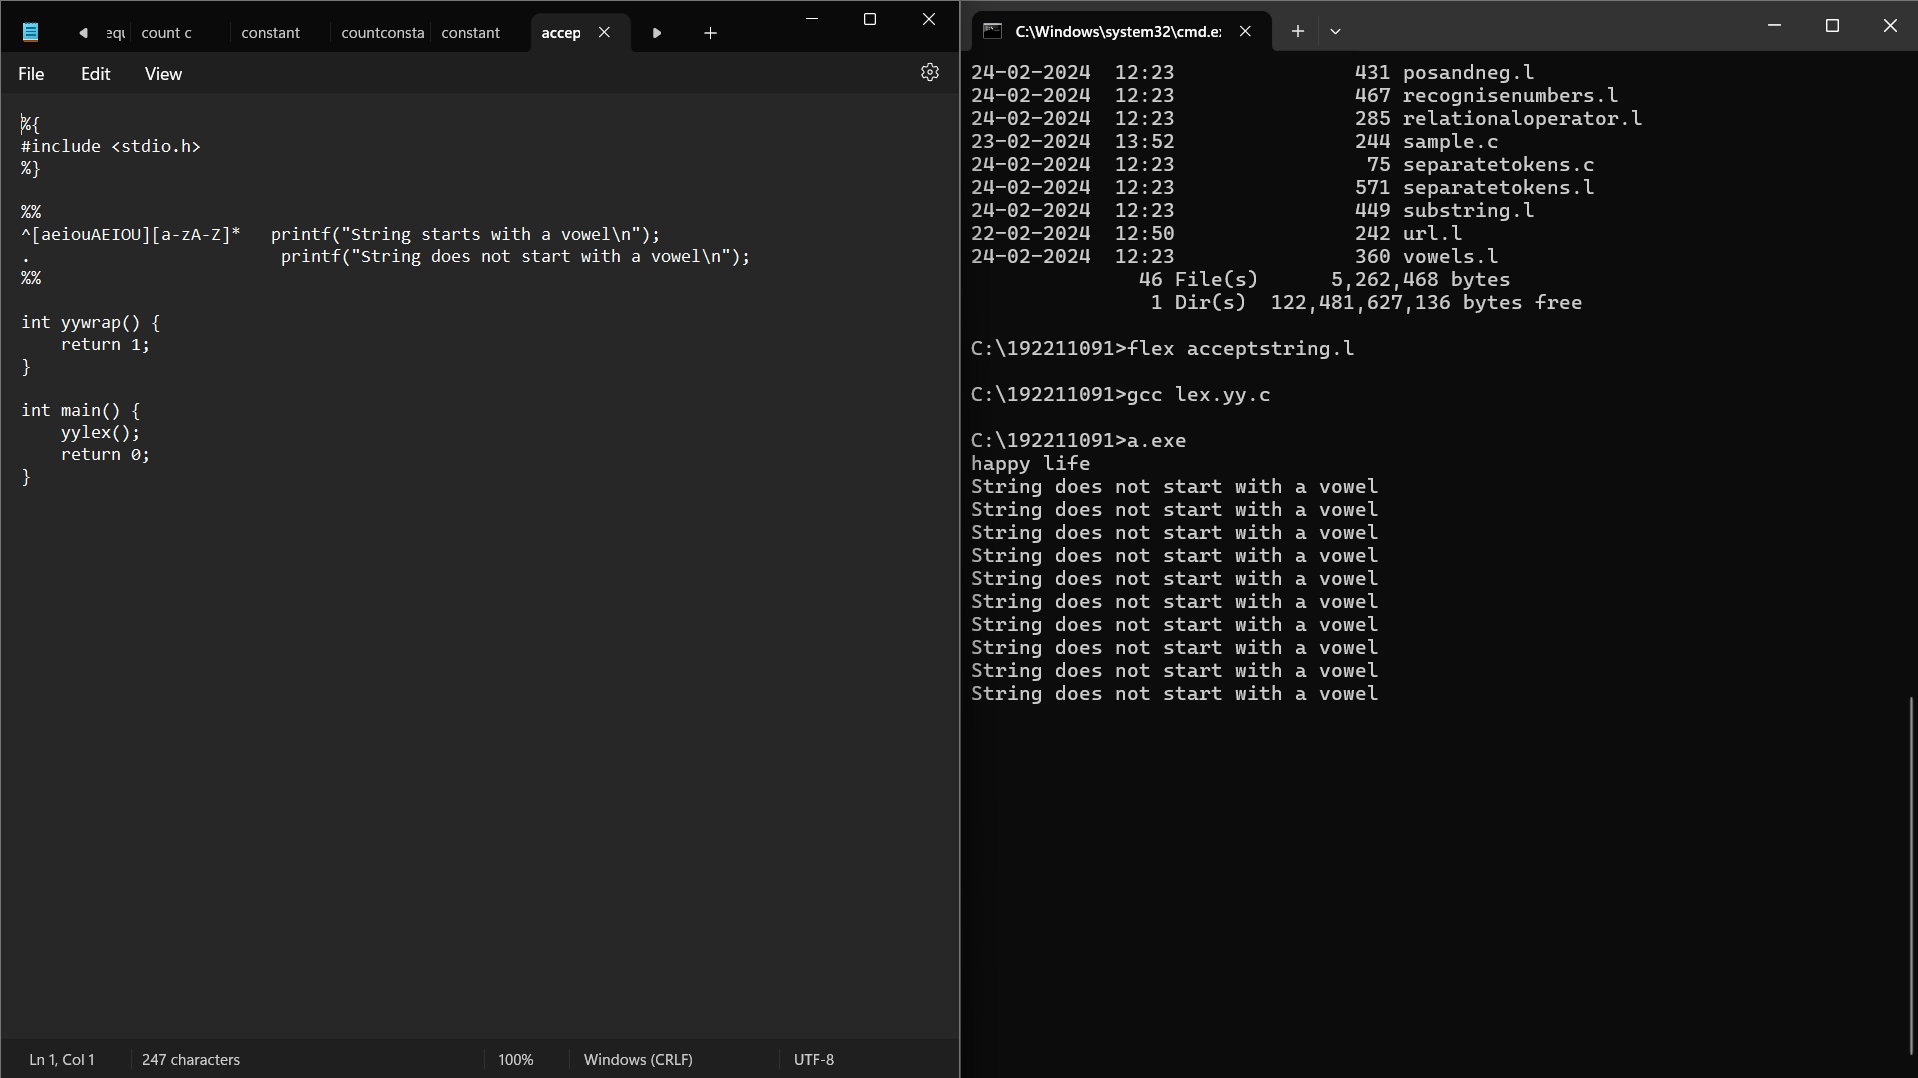 equ count c constant countconsta constant accep
File Edit View
%{
#include <stdio.h>
%}
%%
^[aeiouAEIOU][a-zA-Z]*   printf("String starts with a vowel\n");
.                         printf("String does not start with a vowel\n");
%%
int yywrap() {
    return 1;
}
int main() {
    yylex();
    return 0;
}
Ln 1, Col 1 247 characters 100% Windows (CRLF) UTF-8
C:\Windows\system32\cmd.e
24-02-2024  12:23               431 posandneg.l
24-02-2024  12:23               467 recognisenumbers.l
24-02-2024  12:23               285 relationaloperator.l
23-02-2024  13:52               244 sample.c
24-02-2024  12:23                75 separatetokens.c
24-02-2024  12:23               571 separatetokens.l
24-02-2024  12:23               449 substring.l
22-02-2024  12:50               242 url.l
24-02-2024  12:23               360 vowels.l
              46 File(s)      5,262,468 bytes
               1 Dir(s)  122,481,627,136 bytes free
C:\192211091>flex acceptstring.l
C:\192211091>gcc lex.yy.c
C:\192211091>a.exe
happy life
String does not start with a vowel
String does not start with a vowel
String does not start with a vowel
String does not start with a vowel
String does not start with a vowel
String does not start with a vowel
String does not start with a vowel
String does not start with a vowel
String does not start with a vowel
String does not start with a vowel